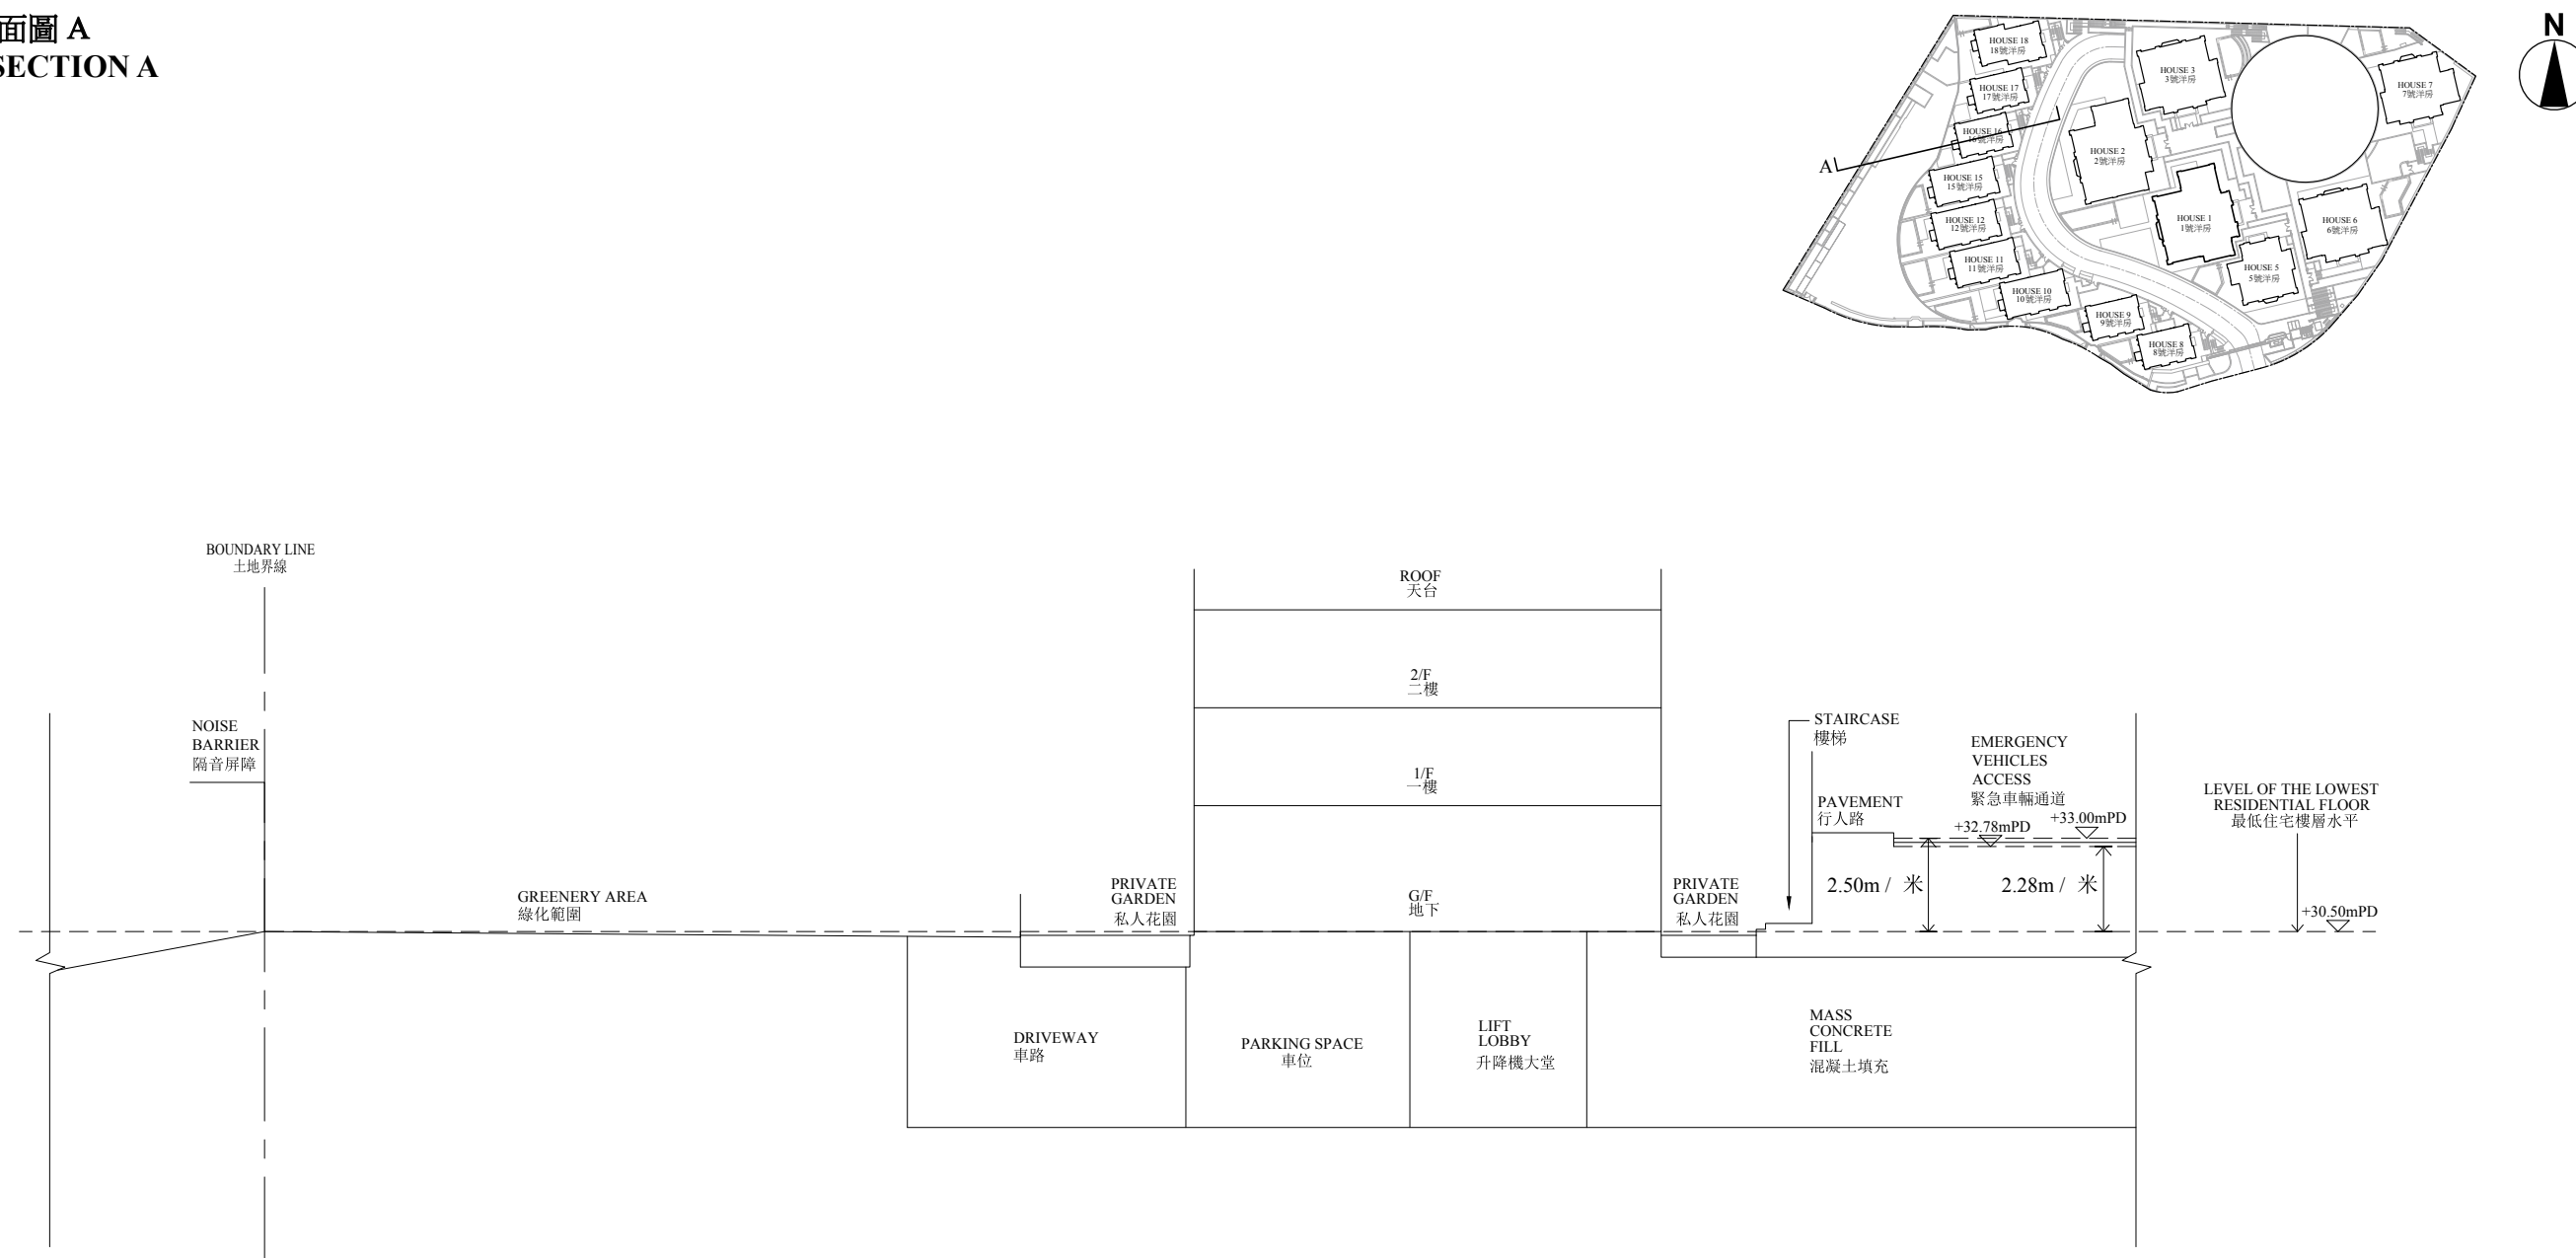 面圖 A
SECTION A
N
HOUSE 18
18號洋房
HOUSE 17
17號洋房
HOUSE 16
16號洋房
HOUSE 15
15號洋房
HOUSE 12
12號洋房
HOUSE 11
11號洋房
HOUSE 10
10號洋房
HOUSE 9
9號洋房
HOUSE 8
8號洋房
HOUSE 3
3號洋房
HOUSE 2
2號洋房
HOUSE 1
1號洋房
HOUSE 5
5號洋房
HOUSE 6
6號洋房
HOUSE 7
7號洋房
A
BOUNDARY LINE
土地界線
NOISE
BARRIER
隔音屏障
GREENERY AREA
綠化範圍
PRIVATE
GARDEN
私人花園
ROOF
天台
2/F
二樓
1/F
一樓
G/F
地下
PRIVATE
GARDEN
私人花園
STAIRCASE
樓梯
PAVEMENT
行人路
EMERGENCY
VEHICLES
ACCESS
緊急車輛通道
+32.78mPD
+33.00mPD
2.50m / 米
2.28m / 米
LEVEL OF THE LOWEST
RESIDENTIAL FLOOR
最低住宅樓層水平
+30.50mPD
DRIVEWAY
車路
PARKING SPACE
車位
LIFT
LOBBY
升降機大堂
MASS
CONCRETE
FILL
混凝土填充